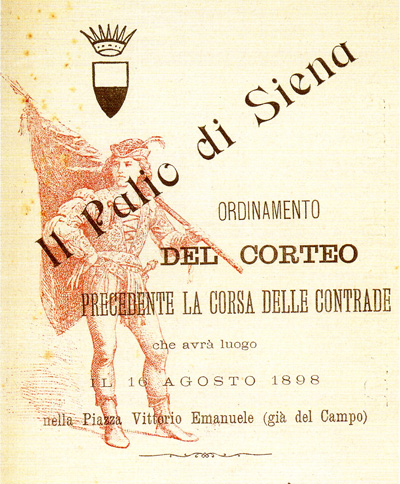 Il Palio di Siena
ORDINAMENTO
DEL CORTEO
PRECEDENTE LA CORSA DELLE CONTRADE
che avrà luogo
IL 16 AGOSTO 1898
nella Piazza Vittorio Emanuele (già del Campo)